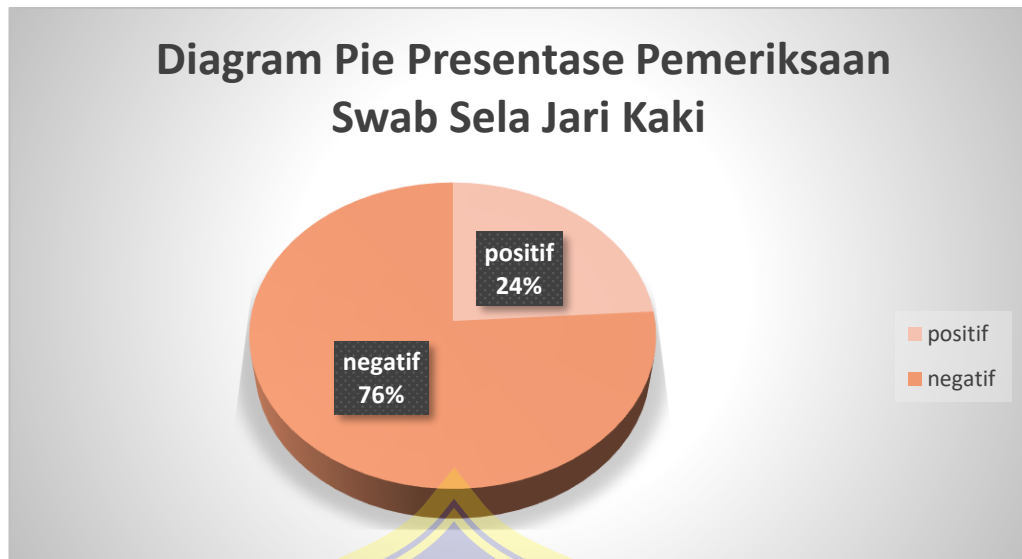 Diagram Pie Presentase Pemeriksaan
Swab Sela Jari Kaki
positif
24%
negatif
76%
positif
negatif